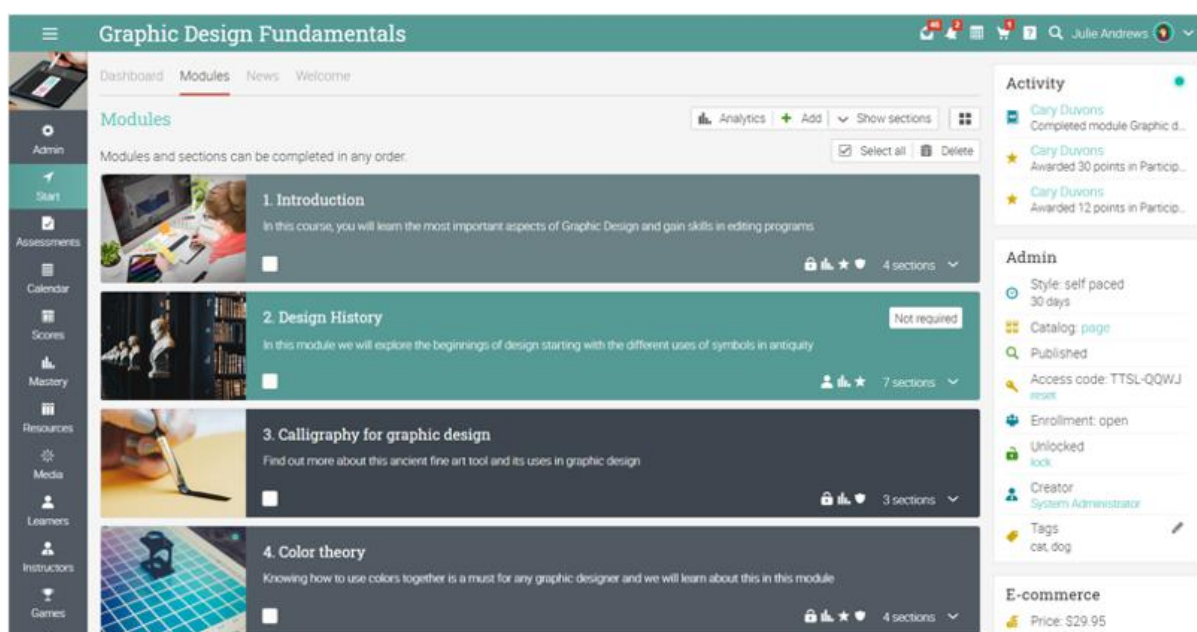 Graphic Design Fundamentals
2
1
?
Julie Andrews
Dashboard Modules News Welcome
Modules
Analytics Add Show sections
Modules and sections can be completed in any order.
Select all Delete
1. Introduction
In this course, you will learn the most important aspects of Graphic Design and gain skills in editing programs
4 sections
2. Design History
Not required
In this module we will explore the beginnings of design starting with the different uses of symbols in antiquity
7 sections
3. Calligraphy for graphic design
Find out more about this ancient fine art tool and its uses in graphic design
3 sections
4. Color theory
Knowing how to use colors together is a must for any graphic designer and we will learn about this in this module
4 sections
Admin
Start
Assessments
Calendar
Scores
Mastery
Resources
Media
Learners
Instructors
Games
Activity
Cary Duvons
Completed module Graphic d...
Cary Duvons
Awarded 30 points in Particip...
Cary Duvons
Awarded 12 points in Particip...
Admin
Style: self paced
30 days
Catalog: page
Published
Access code: TTSL-QQWJ
reset
Enrollment: open
Unlocked
lock
Creator
System Administrator
Tags
cat, dog
E-commerce
Price: $29.95